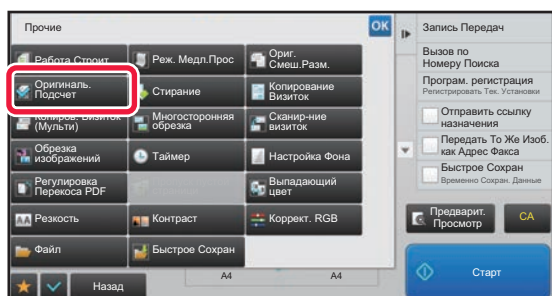 Прочие
OK
Работа Строит
Реж. Медл.Прос
Ориг.
Смеш.Разм.
Оригиналь.
Подсчет
Стирание
Копирование
Визиток
Копиров. Визиток
(Мульти)
Многосторонняя
обрезка
Сканир-ние
визиток
Обрезка
изображений
Таймер
Настройка Фона
Регулировка
Перекоса PDF
Выпадающий
цвет
Резкость
Контраст
Коррект. RGB
Файл
Быстрое Сохран
Назад
A4
A4
Запись Передач
Вызов по
Номеру Поиска
Програм. регистрация
Регистрировать Тек. Установки
Отправить ссылку
назначения
Передать То Же Изоб.
как Адрес Факса
Быстрое Сохран
Временно Сохран. Данные
Предварит.
Просмотр
CA
Старт